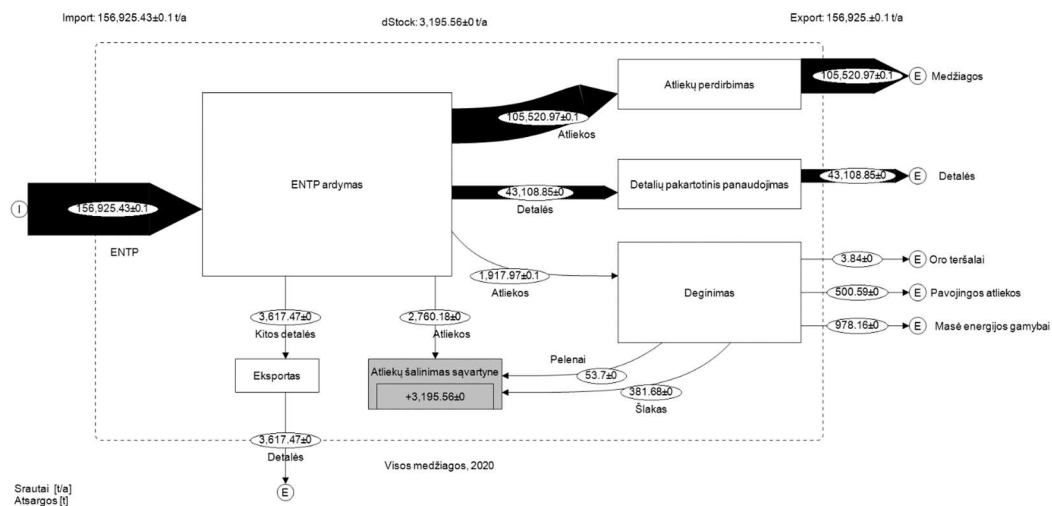 Import: 156,925.43±0.1 t/a
dStock: 3,195.56±0 t/a
Export: 156,925.±0.1 t/a
105,520.97±0.1
E
Medžiagos
Atliekų perdirbimas
105,520.97±0.1
Atliekos
ENTP ardymas
43,108.85±0
Detalės
Detalių pakartotinis panaudojimas
43,108.85±0
E
Detalės
I
156,925.43±0.1
ENTP
1,917.97±0.1
Atliekos
Deginimas
3.84±0
E
Oro teršalai
500.59±0
E
Pavojingos atliekos
978.16±0
E
Masė energijos gamybai
3,617.47±0
Kitos detalės
2,760.18±0
Atliekos
Pelenai
53.7±0
381.68±0
Šlakas
Eksportas
Atliekų šalinimas sąvartyne
+3,195.56±0
3,617.47±0
Detalės
E
Visos medžiagos, 2020
Srautai [t/a]
Atsargos [t]